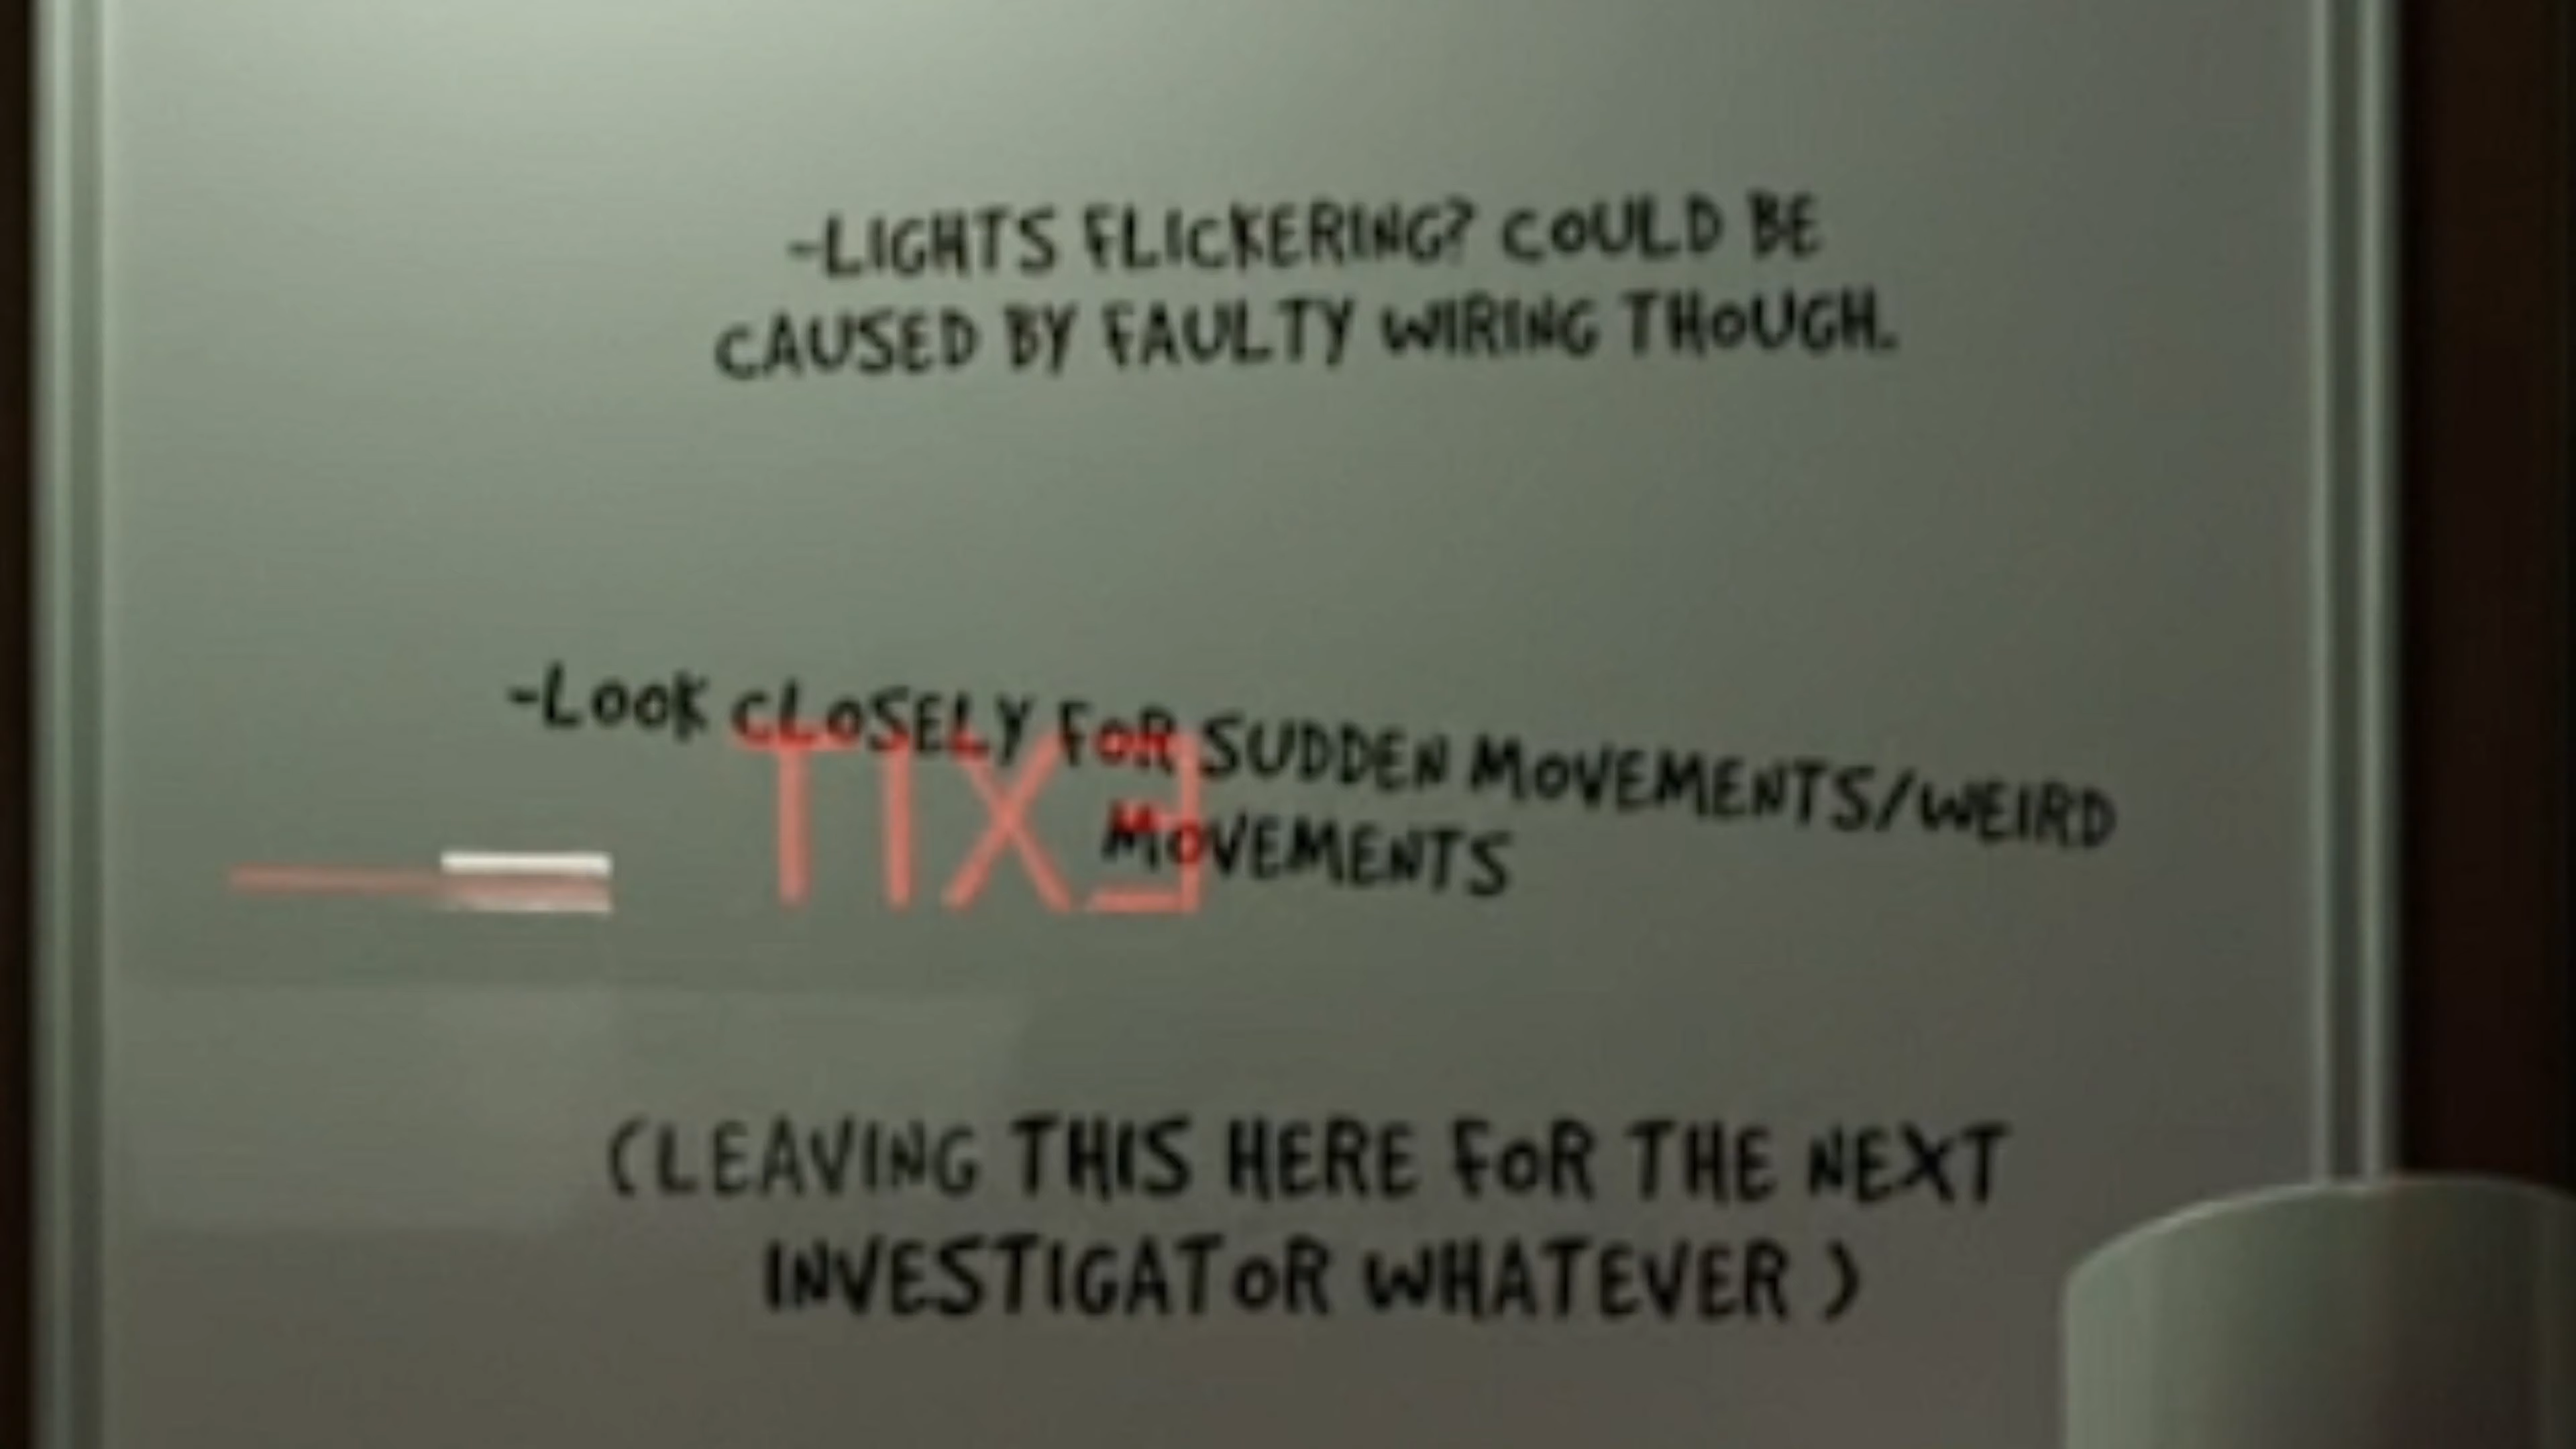 -LIGHTS FLICKERING? COULD BE
CAUSED BY FAULTY WIRING THOUGH.
-LOOK CLOSELY FOR SUDDEN MOVEMENTS/WEIRD
MOVEMENTS
EXIT
(LEAVING THIS HERE FOR THE NEXT
INVESTIGATOR WHATEVER )